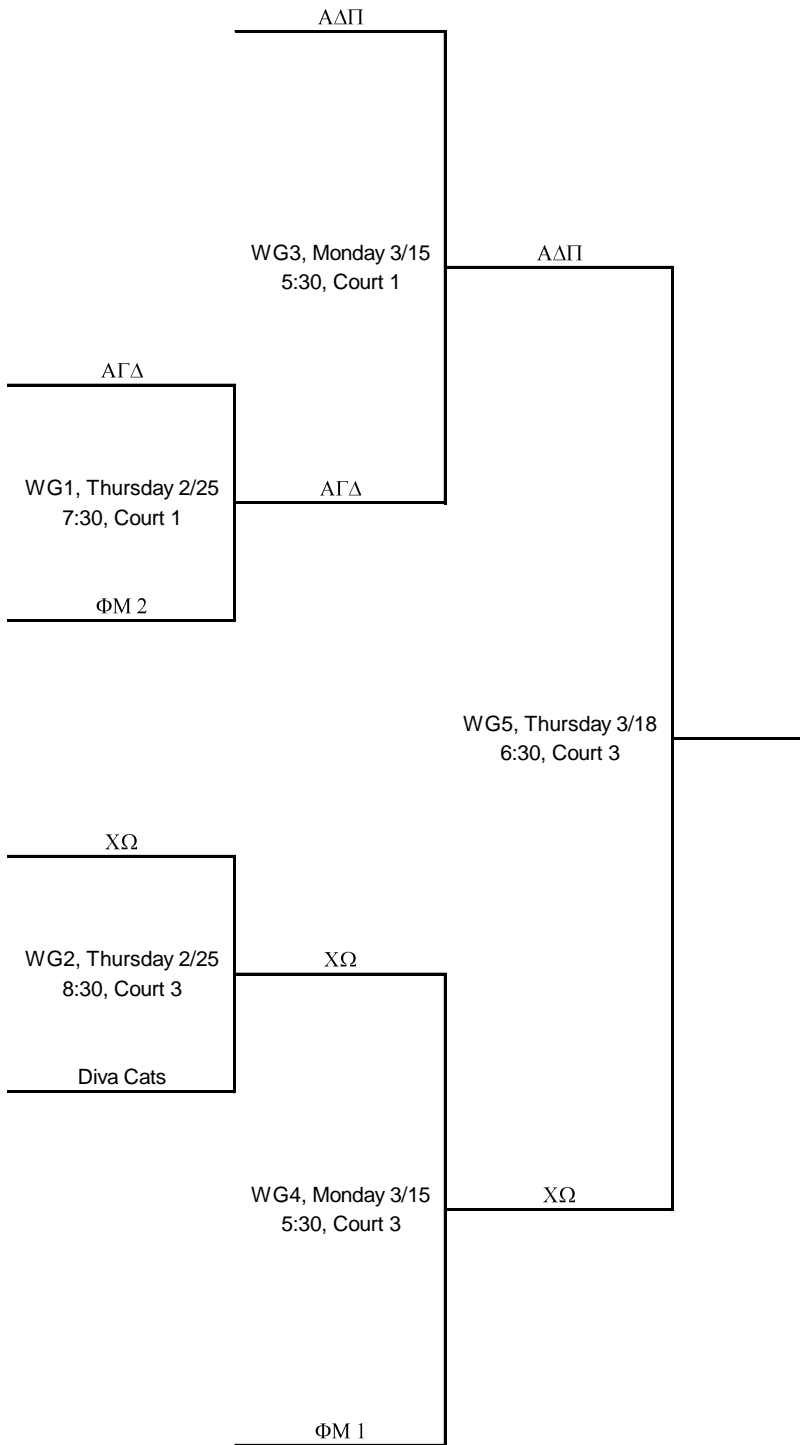 ΑΔΠ
WG3, Monday 3/15
5:30, Court 1
ΑΔΠ
ΑΓΔ
WG1, Thursday 2/25
7:30, Court 1
ΑΓΔ
ΦΜ 2
WG5, Thursday 3/18
6:30, Court 3
ΧΩ
WG2, Thursday 2/25
8:30, Court 3
ΧΩ
Diva Cats
WG4, Monday 3/15
5:30, Court 3
ΧΩ
ΦΜ 1